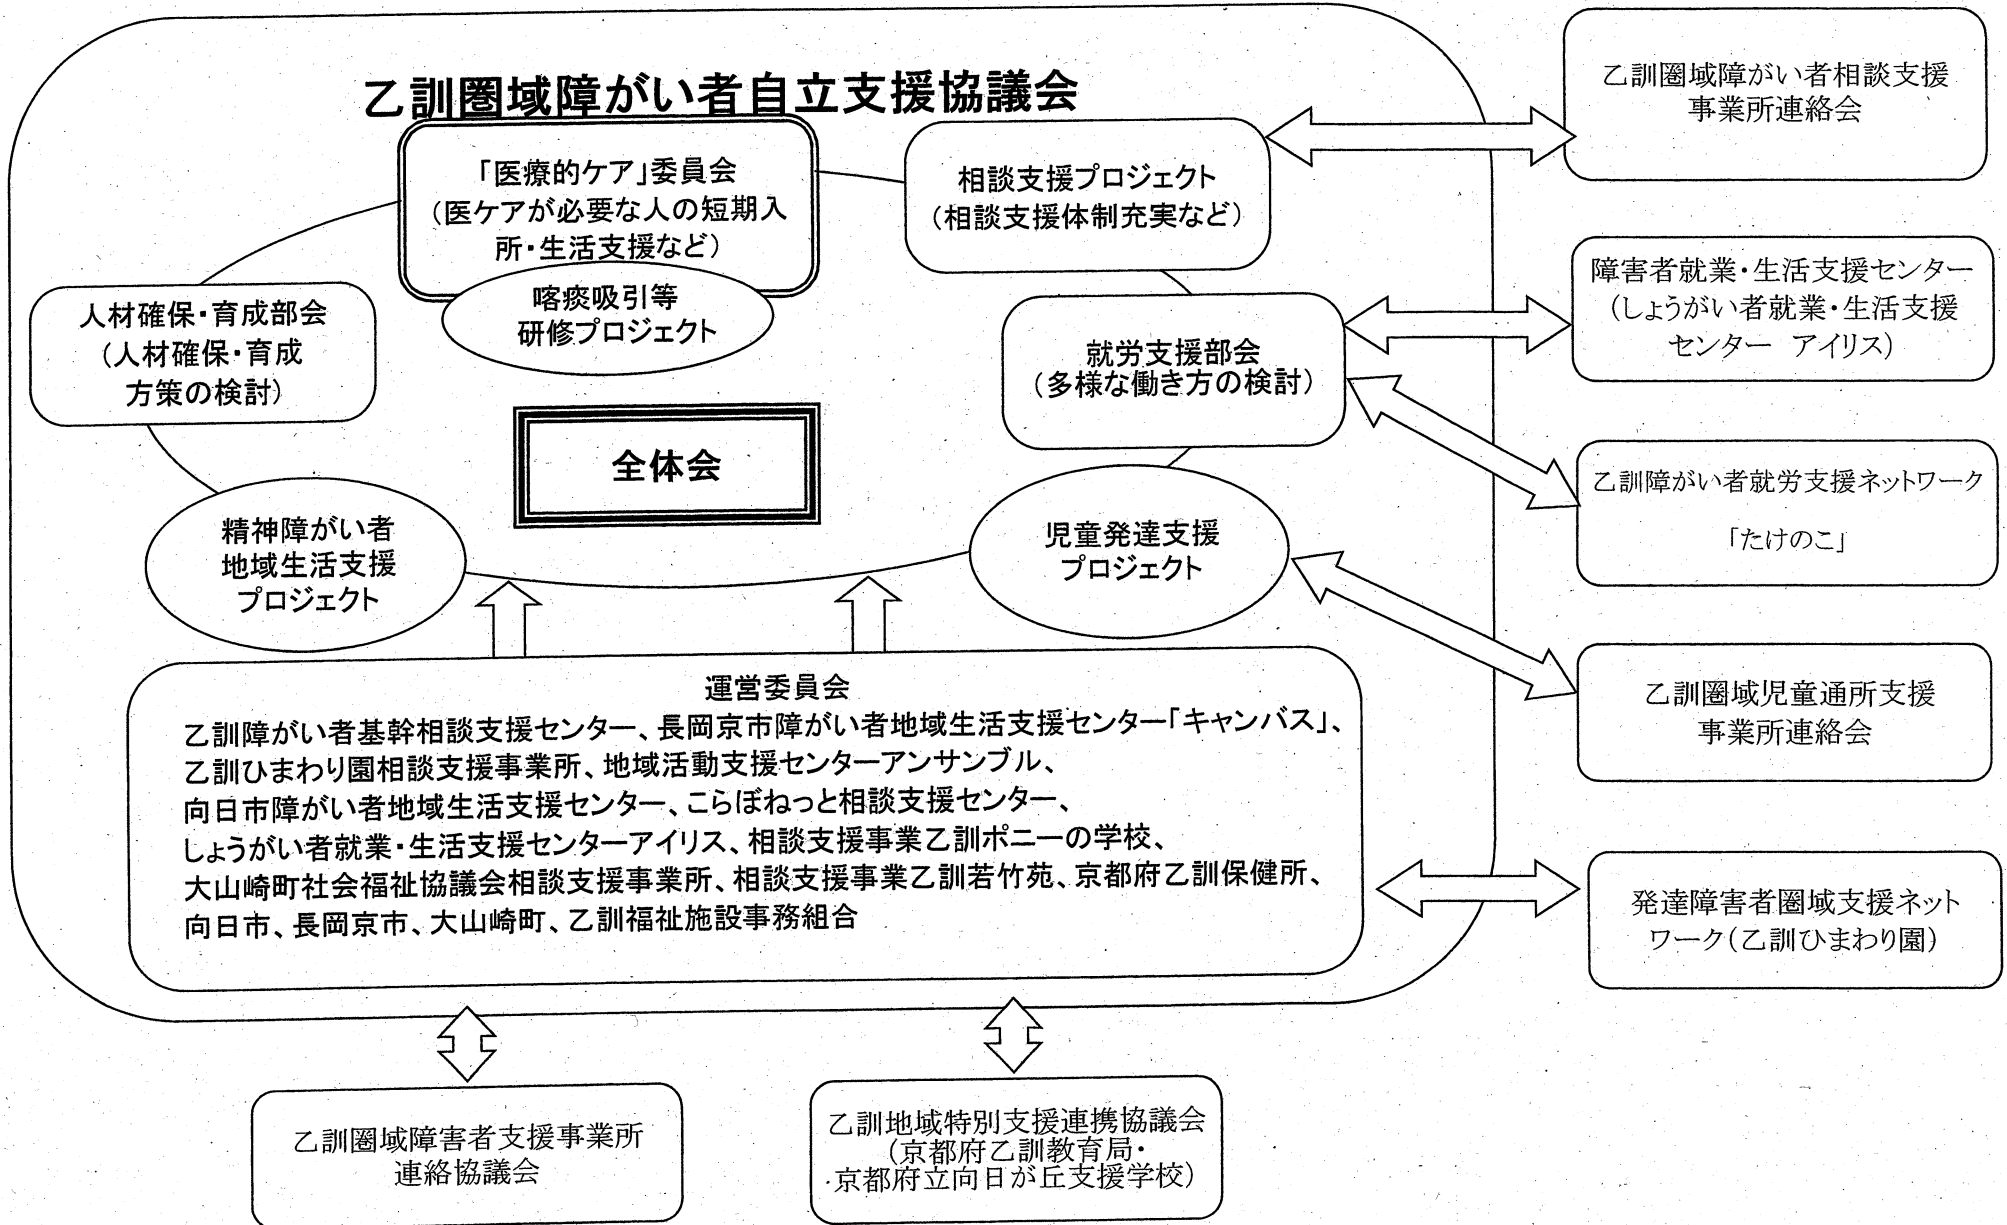 乙訓圏域障がい者自立支援協議会
「医療的ケア」委員会
(医ケアが必要な人の短期入
所・生活支援など)
喀痰吸引等
研修プロジェクト
相談支援プロジェクト
(相談支援体制充実など)
人材確保・育成部会
(人材確保・育成
方策の検討)
就労支援部会
(多様な働き方の検討)
全体会
精神障がい者
地域生活支援
プロジェクト
児童発達支援
プロジェクト
運営委員会
乙訓障がい者基幹相談支援センター、長岡京市障がい者地域生活支援センター「キャンバス」、
乙訓ひまわり園相談支援事業所、地域活動支援センターアンサンブル、
向日市障がい者地域生活支援センター、こらぼねっと相談支援センター、
しょうがい者就業・生活支援センターアイリス、相談支援事業乙訓ポニーの学校、
大山崎町社会福祉協議会相談支援事業所、相談支援事業乙訓若竹苑、京都府乙訓保健所、
向日市、長岡京市、大山崎町、乙訓福祉施設事務組合
乙訓圏域障がい者相談支援
事業所連絡会
障害者就業・生活支援センター
(しょうがい者就業・生活支援
センター アイリス)
乙訓障がい者就労支援ネットワーク
「たけのこ」
乙訓圏域児童通所支援
事業所連絡会
発達障害者圏域支援ネット
ワーク(乙訓ひまわり園)
乙訓圏域障害者支援事業所
連絡協議会
乙訓地域特別支援連携協議会
(京都府乙訓教育局・
京都府立向日が丘支援学校)